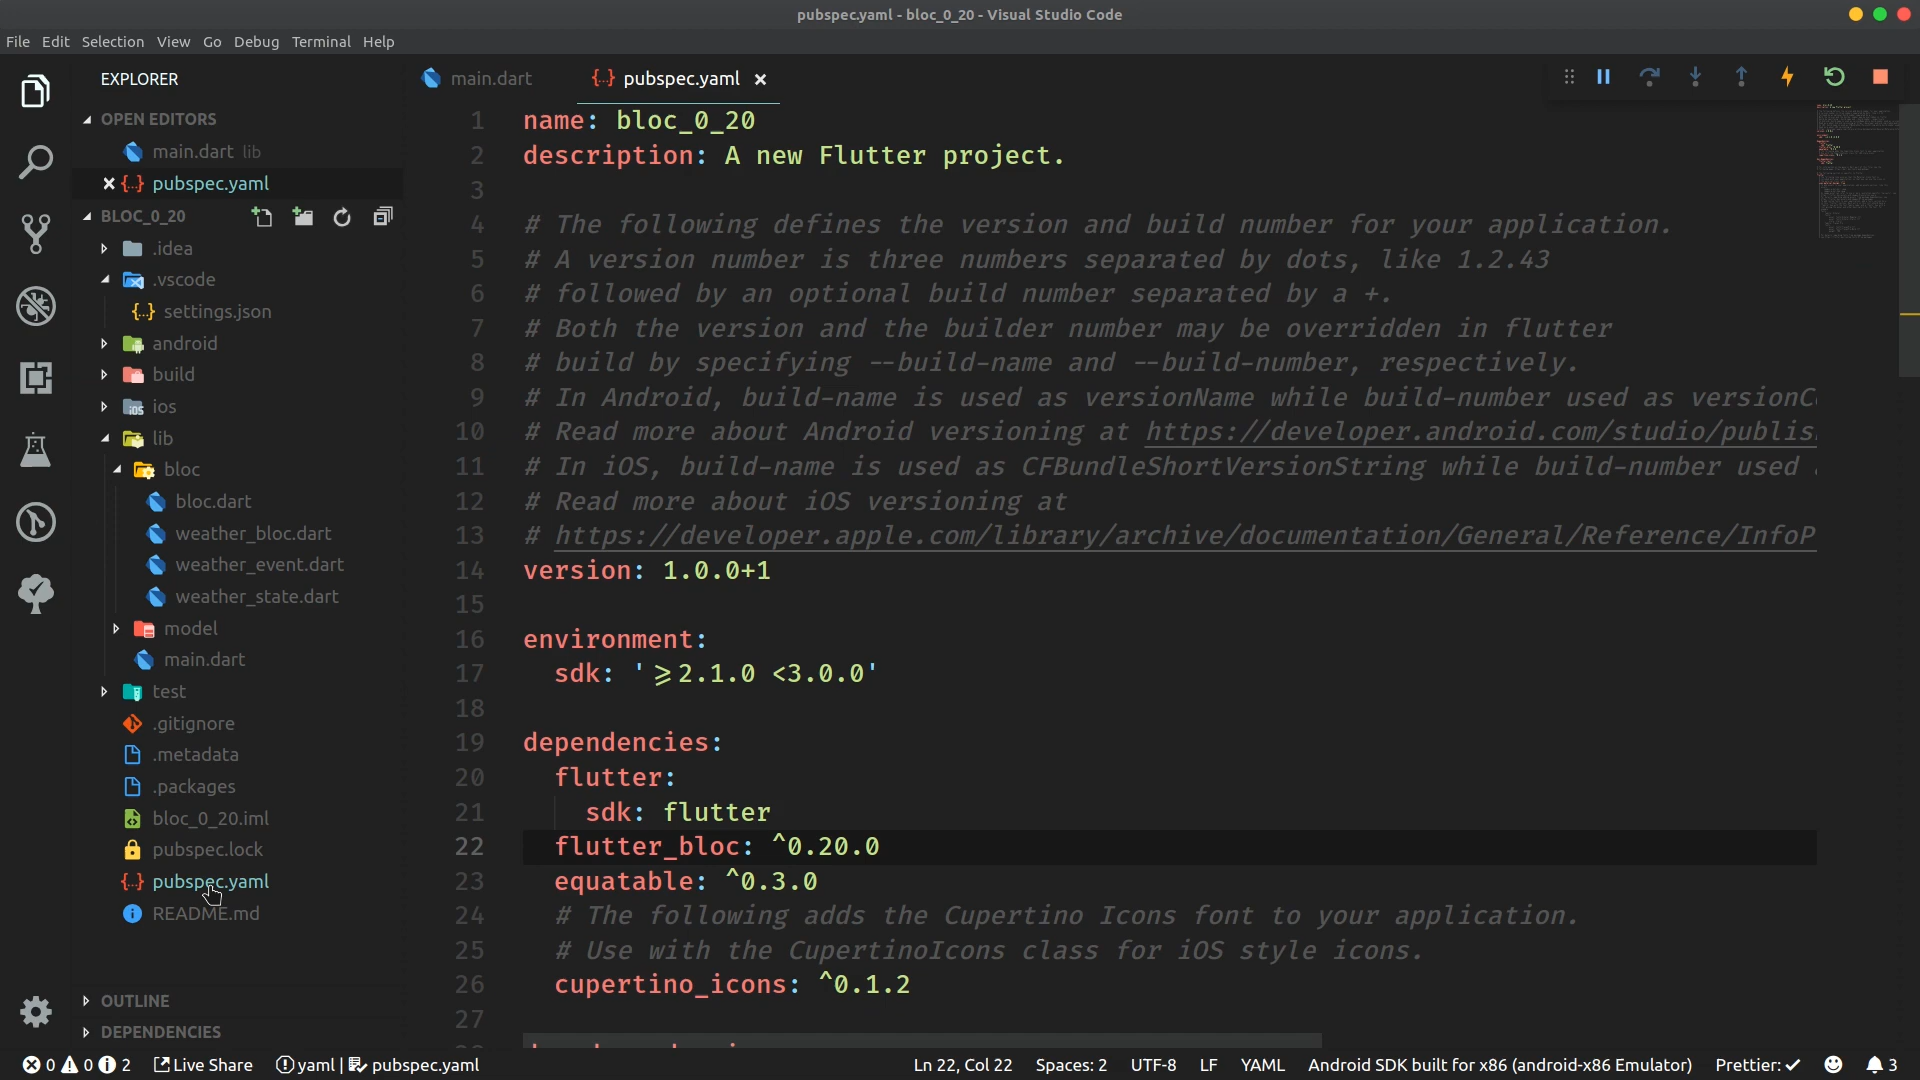 pubspec.yaml - bloc_0_20 - Visual Studio Code
File Edit Selection View Go Debug Terminal Help
EXPLORER
OPEN EDITORS
main.dart lib
pubspec.yaml
BLOC_0_20
.idea
.vscode
settings.json
android
build
ios
lib
bloc
bloc.dart
weather_bloc.dart
weather_event.dart
weather_state.dart
model
main.dart
test
.gitignore
.metadata
.packages
bloc_0_20.iml
pubspec.lock
pubspec.yaml
README.md
OUTLINE
DEPENDENCIES
main.dart pubspec.yaml
1 name: bloc_0_20
2 description: A new Flutter project.
3
4 # The following defines the version and build number for your application.
5 # A version number is three numbers separated by dots, like 1.2.43
6 # followed by an optional build number separated by a +.
7 # Both the version and the builder number may be overridden in flutter
8 # build by specifying --build-name and --build-number, respectively.
9 # In Android, build-name is used as versionName while build-number used as versionC
10 # Read more about Android versioning at https://developer.android.com/studio/publis
11 # In iOS, build-name is used as CFBundleShortVersionString while build-number used
12 # Read more about iOS versioning at
13 # https://developer.apple.com/library/archive/documentation/General/Reference/InfoP
14 version: 1.0.0+1
15
16 environment:
17 sdk: '>=2.1.0 <3.0.0'
18
19 dependencies:
20 flutter:
21 sdk: flutter
22 flutter_bloc: ^0.20.0
23 equatable: ^0.3.0
24 # The following adds the Cupertino Icons font to your application.
25 # Use with the CupertinoIcons class for iOS style icons.
26 cupertino_icons: ^0.1.2
27
0 0 2 Live Share yaml | pubspec.yaml Ln 22, Col 22 Spaces: 2 UTF-8 LF YAML Android SDK built for x86 (android-x86 Emulator) Prettier: ✓ 3